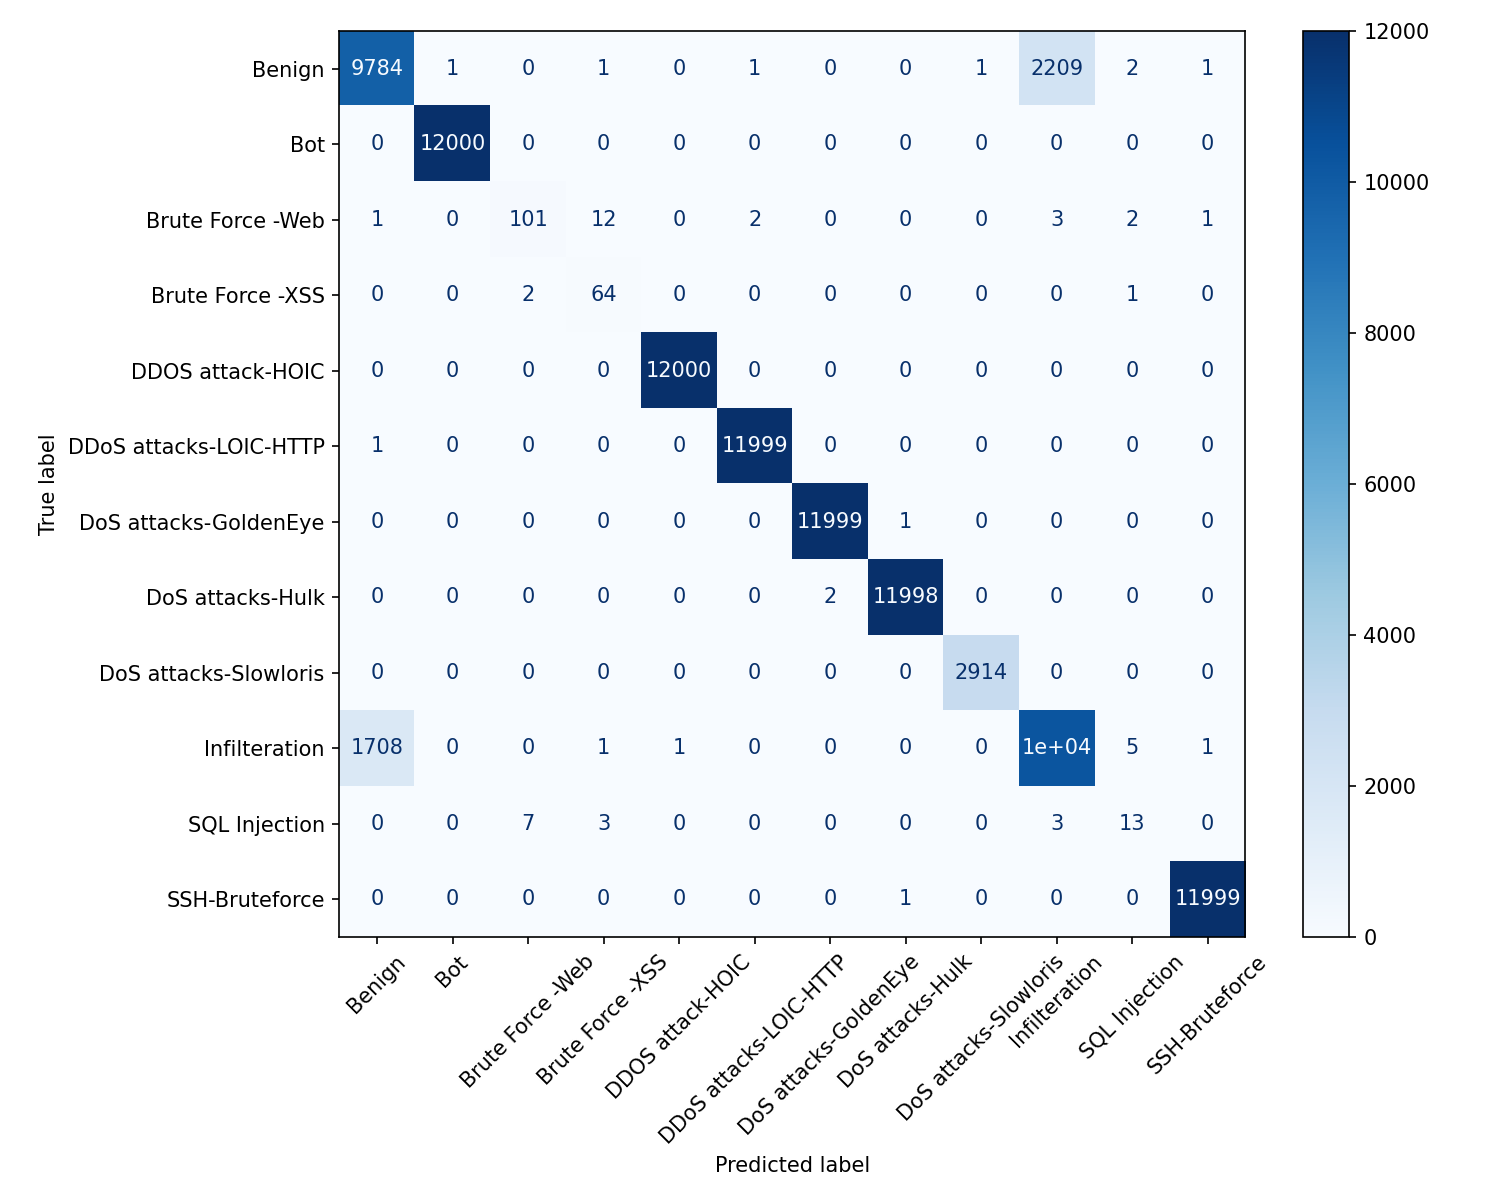 Benign 9784 1 0 1 0 1 0 0 1 2209 2 1
Bot 0 12000 0 0 0 0 0 0 0 0 0 0
Brute Force -Web 1 0 101 12 0 2 0 0 0 3 2 1
Brute Force -XSS 0 0 2 64 0 0 0 0 0 0 1 0
DDOS attack-HOIC 0 0 0 0 12000 0 0 0 0 0 0 0
DDoS attacks-LOIC-HTTP 1 0 0 0 0 11999 0 0 0 0 0 0
DoS attacks-GoldenEye 0 0 0 0 0 0 11999 1 0 0 0 0
DoS attacks-Hulk 0 0 0 0 0 0 2 11998 0 0 0 0
DoS attacks-Slowloris 0 0 0 0 0 0 0 0 2914 0 0 0
Infilteration 1708 0 0 1 1 0 0 0 0 1e+04 5 1
SQL Injection 0 0 7 3 0 0 0 0 0 3 13 0
SSH-Bruteforce 0 0 0 0 0 0 0 1 0 0 0 11999
True label
Benign
Bot
Brute Force -Web
Brute Force -XSS
DDOS attack-HOIC
DDoS attacks-LOIC-HTTP
DoS attacks-GoldenEye
DoS attacks-Hulk
DoS attacks-Slowloris
Infilteration
SQL Injection
SSH-Bruteforce
Predicted label
12000
10000
8000
6000
4000
2000
0